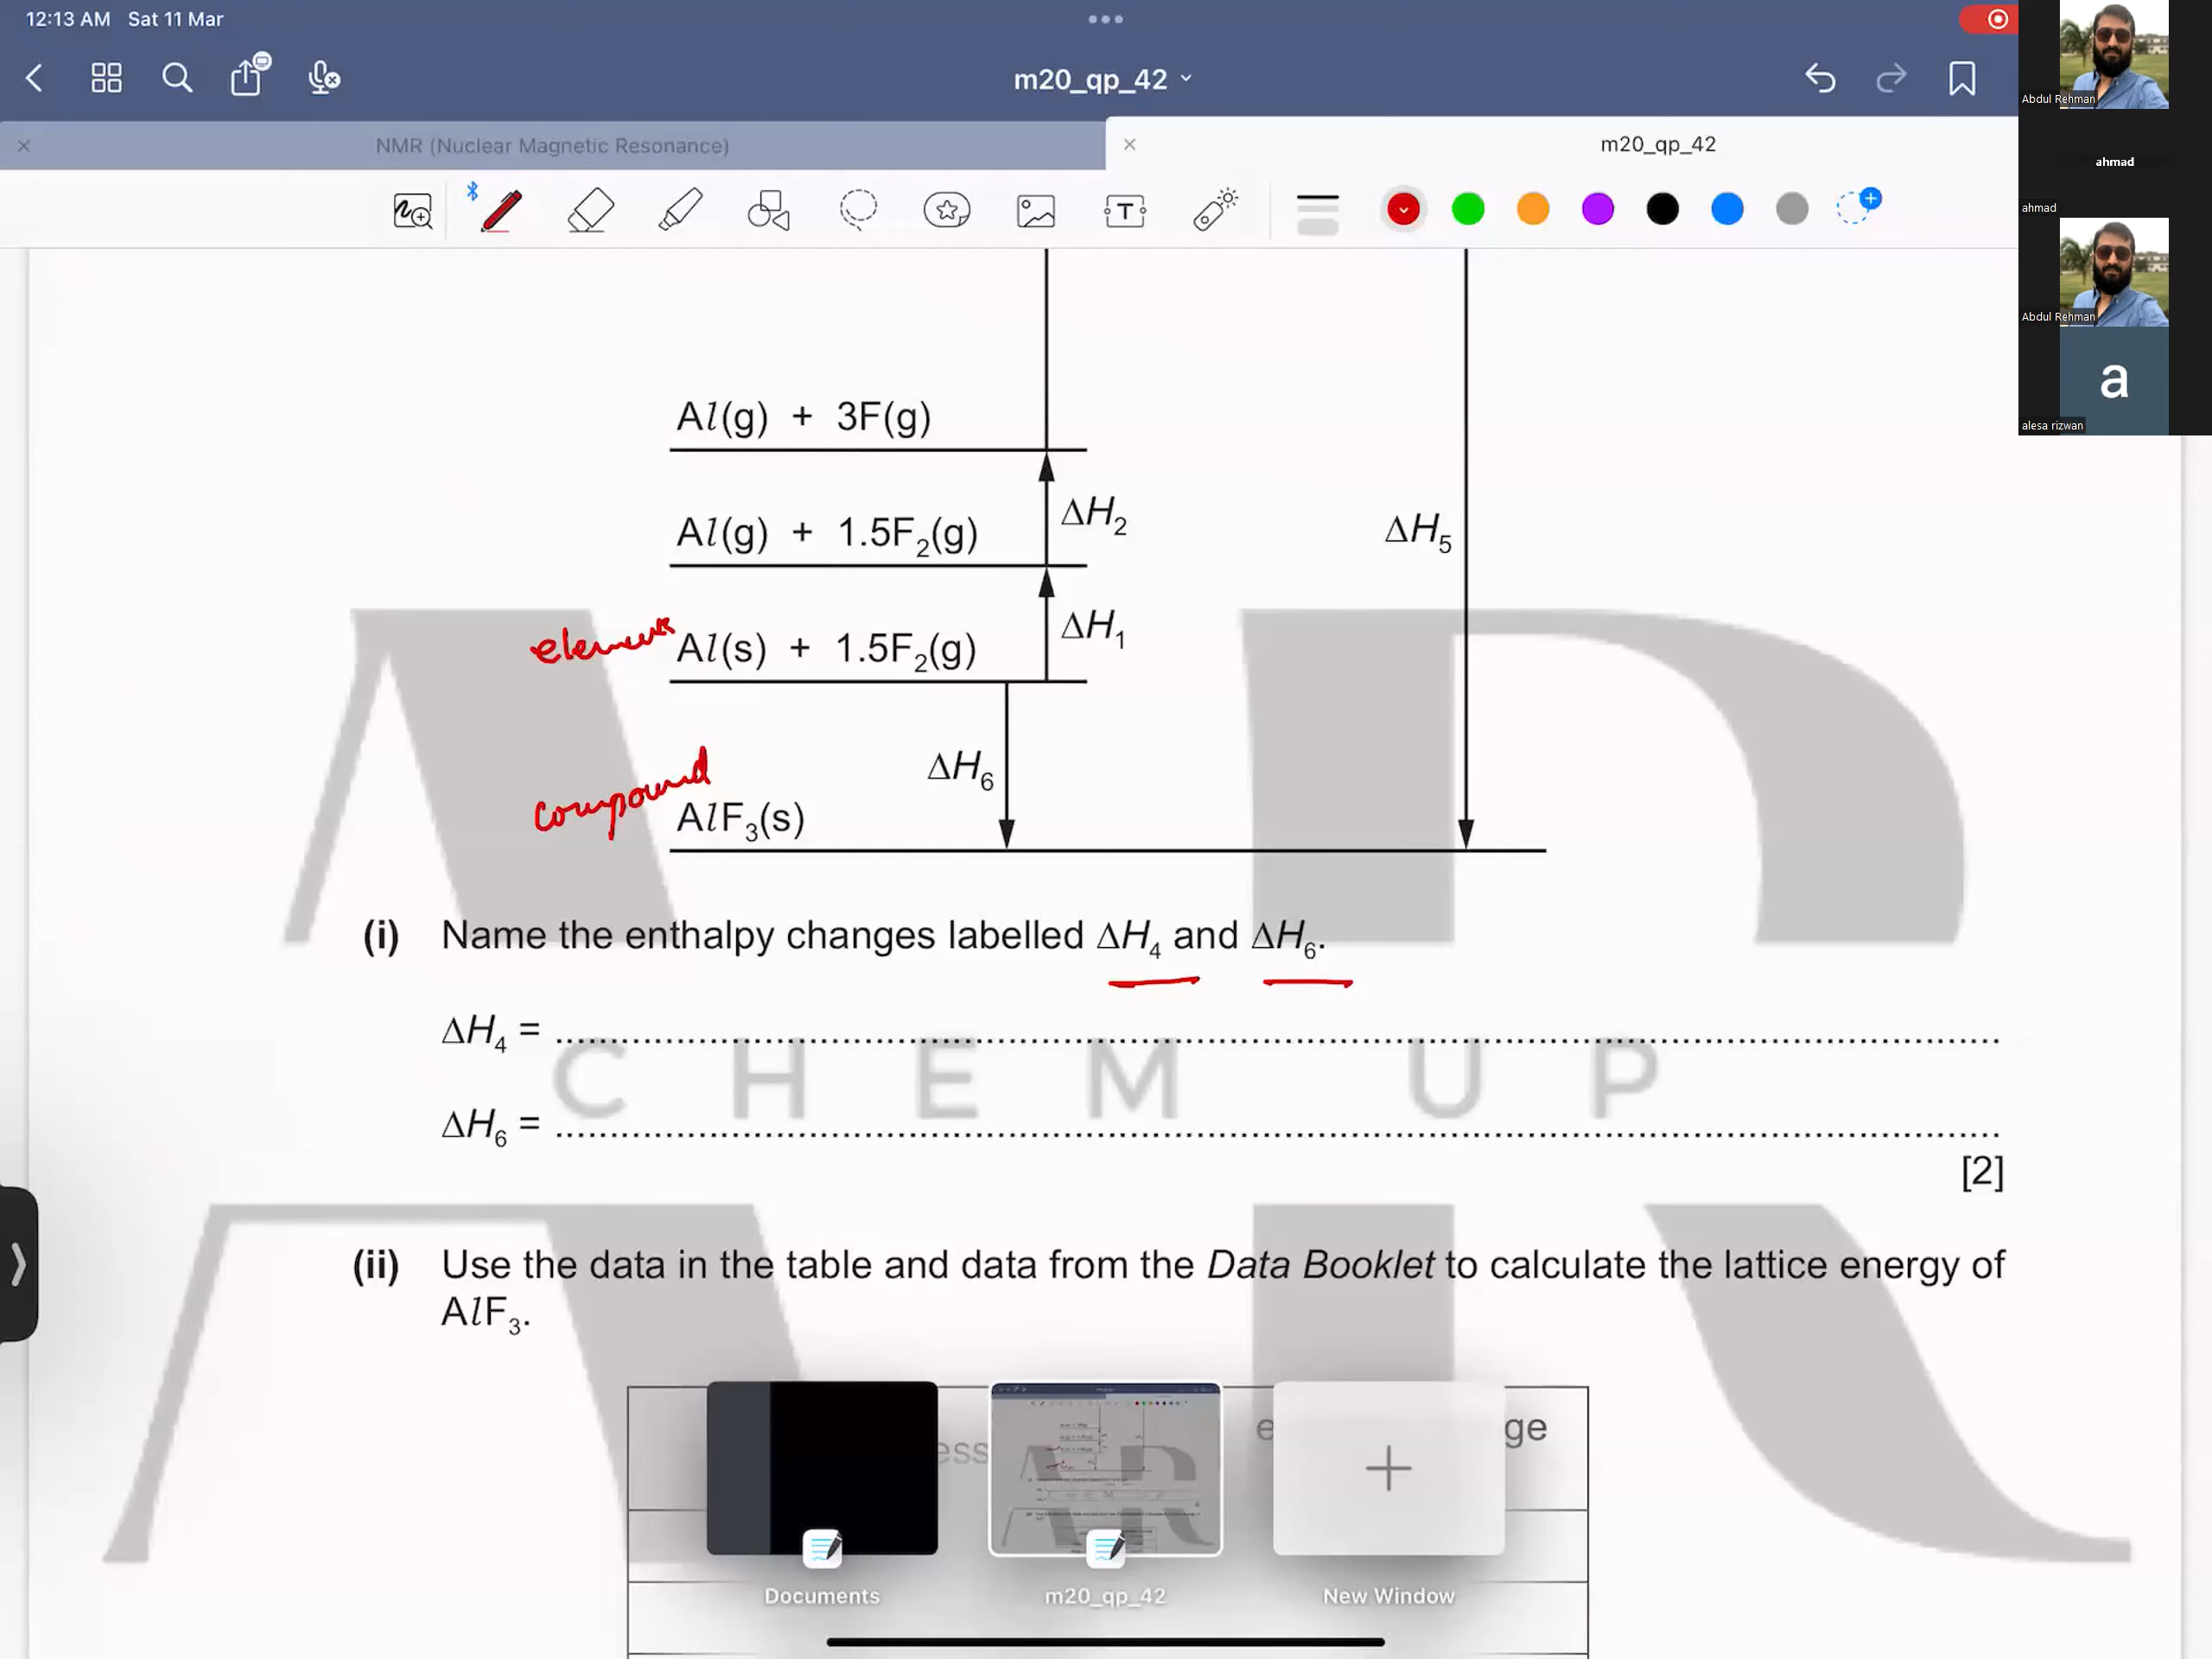 12:13 AM Sat 11 Mar
m20_qp_42
NMR (Nuclear Magnetic Resonance)
m20_qp_42
Abdul Rehman
ahmad
ahmad
Abdul Rehman
a
alesa rizwan
Al(g) + 3F(g)
ΔH₂
Al(g) + 1.5F₂(g)
ΔH₅
ΔH₁
elements Al(s) + 1.5F₂(g)
ΔH₆
compound AlF₃(s)
(i) Name the enthalpy changes labelled ΔH₄ and ΔH₆.
ΔH₄ = ........................................
CHEM UP
ΔH₆ = ........................................
[2]
(ii) Use the data in the table and data from the Data Booklet to calculate the lattice energy of
AlF₃.
Documents
m20_qp_42
New Window